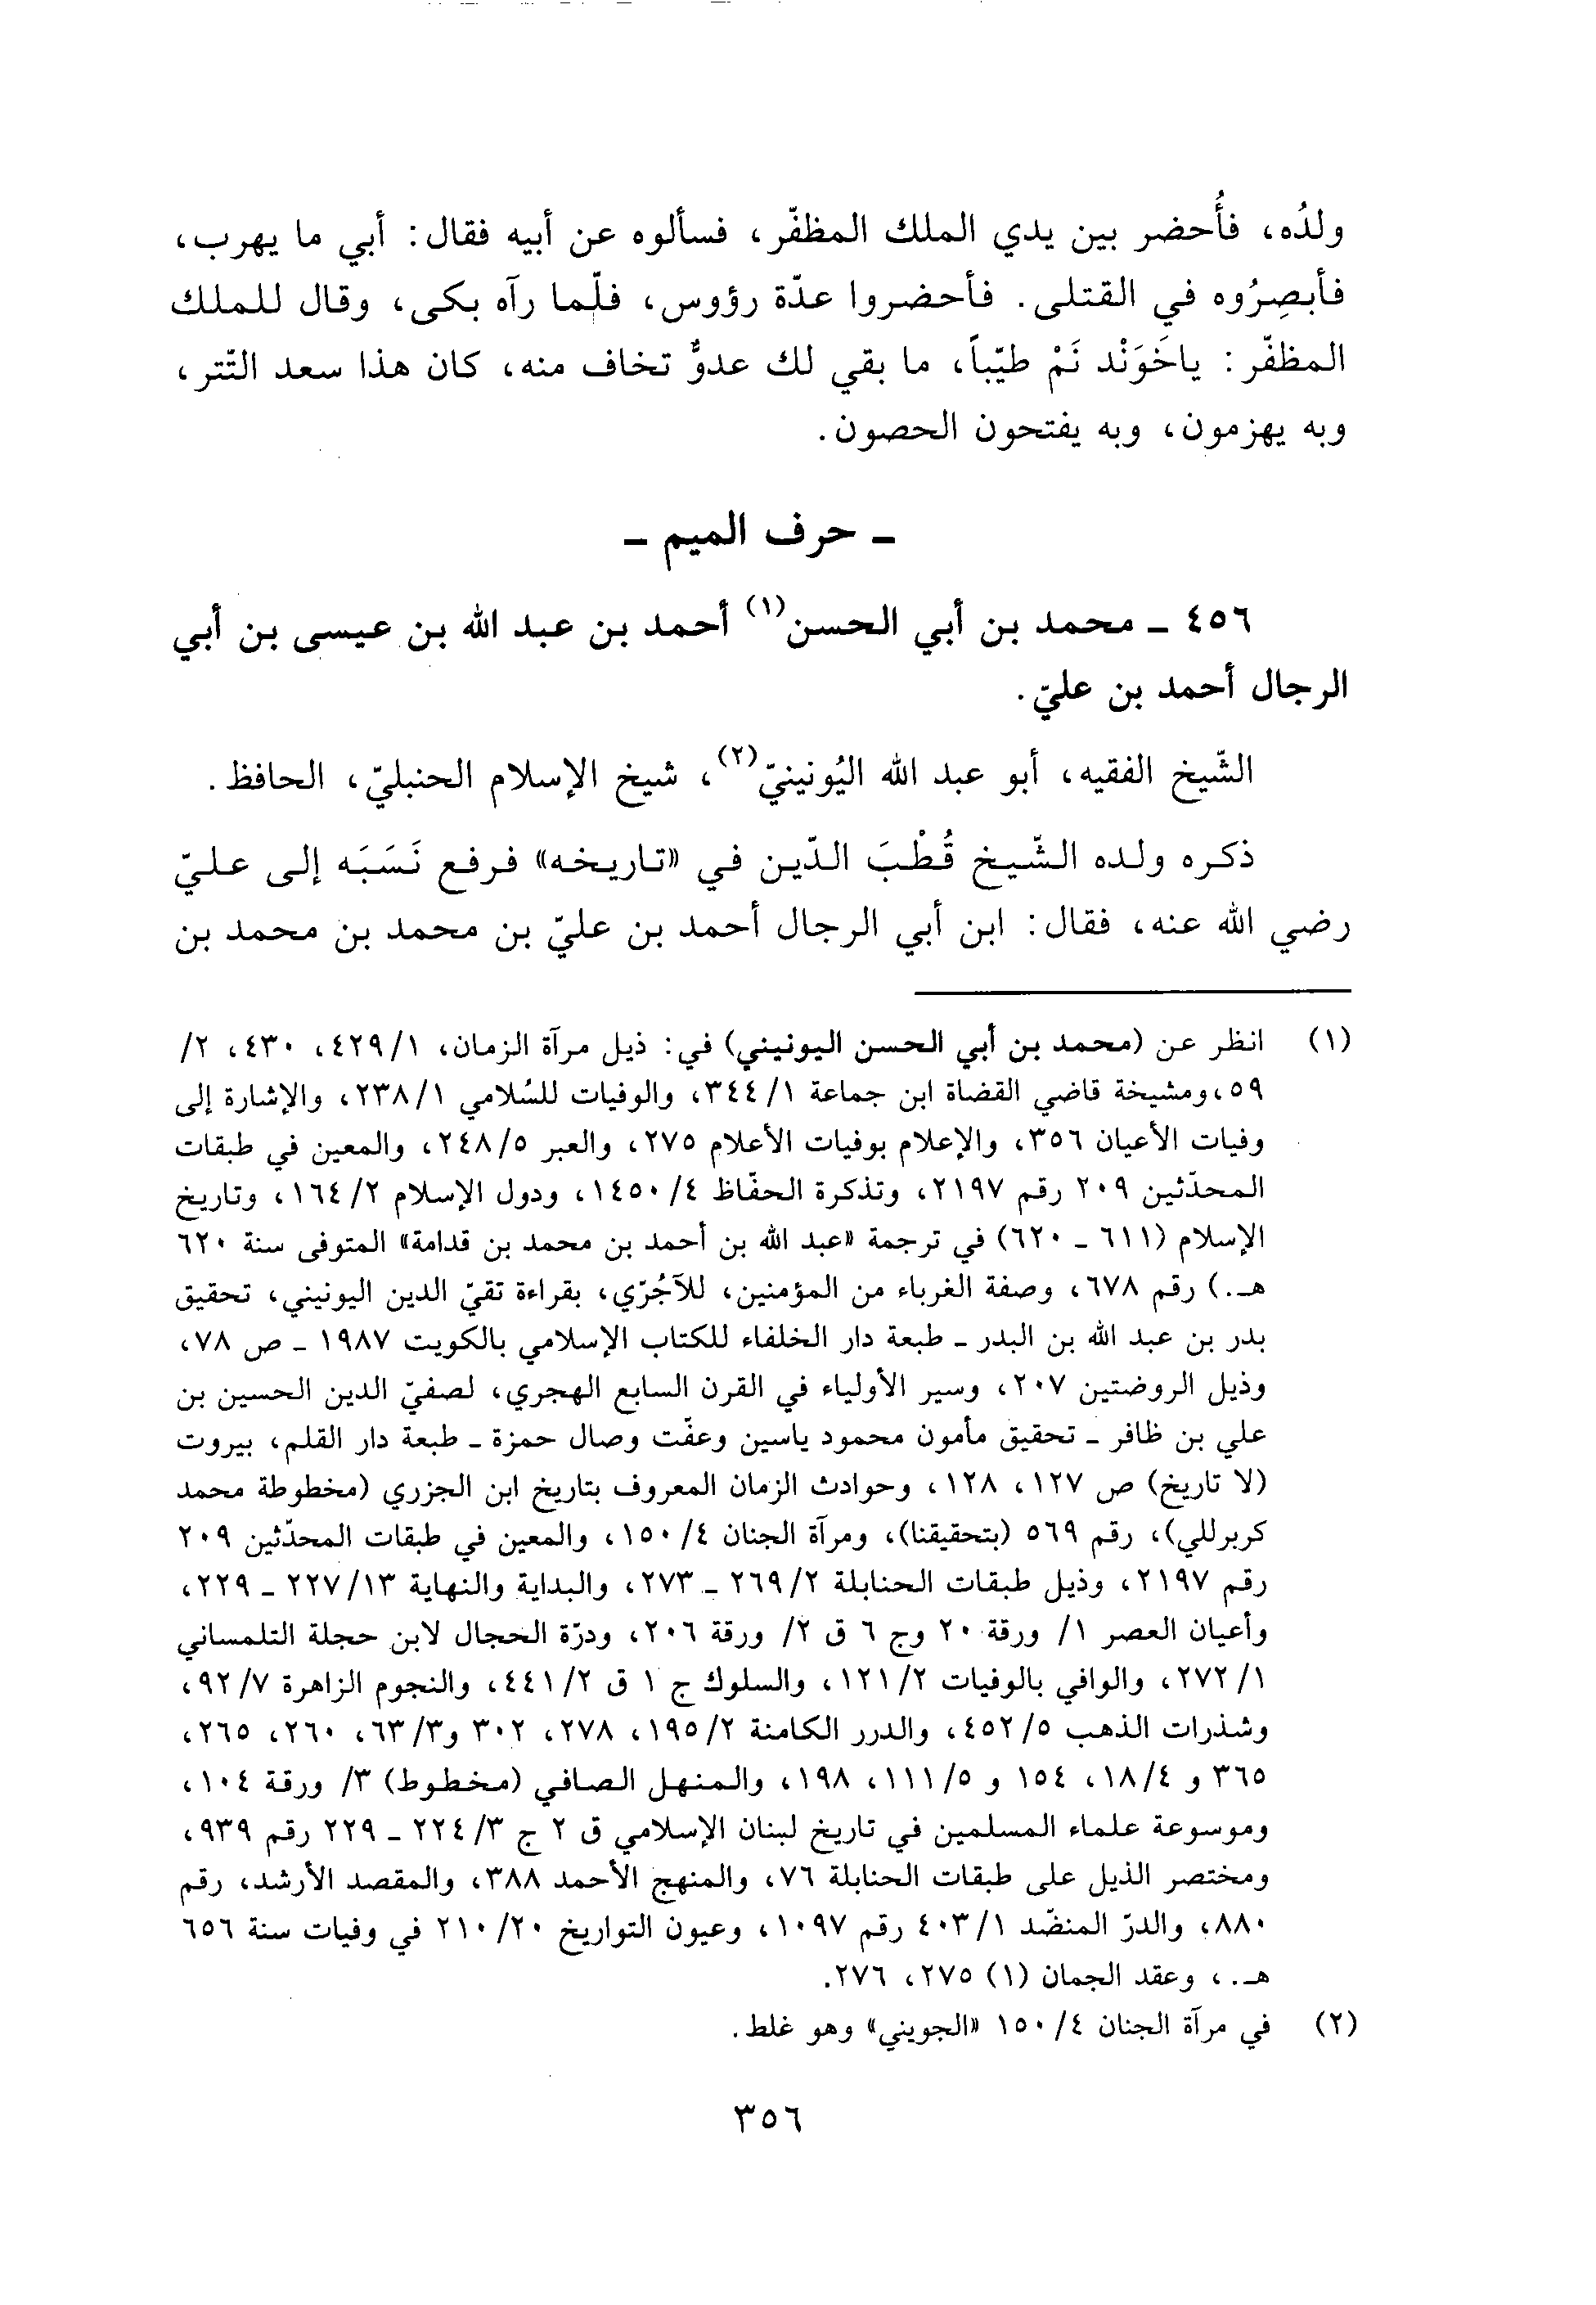 ولدُه، فأُحضر بين يدي الملك المظفّر، فسألوه عن أبيه فقال: أبي ما يهرب،
فأبصِرُوه في القتلى. فأحضروا عدّة رؤوس، فلّما رآه بكى، وقال للملك
المظفّر: ياخَوَنْد نَمْ طيّباً، ما بقي لك عدوٌّ تخاف منه، كان هذا سعد التّتر،
وبه يهزمون، وبه يفتحون الحصون.
ـ حرف الميم ـ
٤٥٦ ـ محمد بن أبي الحسن(١) أحمد بن عبد الله بن عيسى بن أبي
الرجال أحمد بن عليّ.
الشّيخ الفقيه، أبو عبد الله اليُونينيّ(٢)، شيخ الإسلام الحنبليّ، الحافظ.
ذكره ولده الشّيخ قُطْبَ الدّين في «تاريخه» فرفع نَسَبَه إلى عليّ
رضي الله عنه، فقال: ابن أبي الرجال أحمد بن عليّ بن محمد بن محمد بن
(١) انظر عن (محمد بن أبي الحسن اليونيني) في: ذيل مرآة الزمان، ١/٤٢٩، ٤٣٠، ٢/
٥٩،ومشيخة قاضي القضاة ابن جماعة ١/٣٤٤، والوفيات للسُلامي ١/٢٣٨، والإشارة إلى
وفيات الأعيان ٣٥٦، والإعلام بوفيات الأعلام ٢٧٥، والعبر ٥/٢٤٨، والمعين في طبقات
المحدّثين ٢٠٩ رقم ٢١٩٧، وتذكرة الحفّاظ ٤/١٤٥٠، ودول الإسلام ٢/١٦٤، وتاريخ
الإسلام (٦١١ ـ ٦٢٠) في ترجمة «عبد الله بن أحمد بن محمد بن قدامة» المتوفى سنة ٦٢٠
هـ.) رقم ٦٧٨، وصفة الغرباء من المؤمنين، للآجُرّي، بقراءة تقيّ الدين اليونيني، تحقيق
بدر بن عبد الله بن البدر ـ طبعة دار الخلفاء للكتاب الإسلامي بالكويت ١٩٨٧ ـ ص ٧٨،
وذيل الروضتين ٢٠٧، وسير الأولياء في القرن السابع الهجري، لصفيّ الدين الحسين بن
علي بن ظافر ـ تحقيق مأمون محمود ياسين وعفّت وصال حمزة ـ طبعة دار القلم، بيروت
(لا تاريخ) ص ١٢٧، ١٢٨، وحوادث الزمان المعروف بتاريخ ابن الجزري (مخطوطة محمد
كربرللي)، رقم ٥٦٩ (بتحقيقنا)، ومرآة الجنان ٤/١٥٠، والمعين في طبقات المحدّثين ٢٠٩
رقم ٢١٩٧، وذيل طبقات الحنابلة ٢/٢٦٩ ـ ٢٧٣، والبداية والنهاية ١٣/٢٢٧ ـ ٢٢٩،
وأعيان العصر ١/ ورقة ٢٠ وج ٦ ق ٢/ ورقة ٢٠٦، ودرّة الحجال لابن حجلة التلمساني
١/٢٧٢، والوافي بالوفيات ٢/١٢١، والسلوك ج ١ ق ٢/٤٤١، والنجوم الزاهرة ٧/٩٢،
وشذرات الذهب ٥/٤٥٢، والدرر الكامنة ٢/١٩٥، ٢٧٨، ٣٠٢ و٣/٦٣، ٢٦٠، ٢٦٥،
٣٦٥ و ٤/١٨، ١٥٤ و ٥/١١١، ١٩٨، والمنهل الصافي (مخطوط) ٣/ ورقة ١٠٤،
وموسوعة علماء المسلمين في تاريخ لبنان الإسلامي ق ٢ ج ٣/٢٢٤ ـ ٢٢٩ رقم ٩٣٩،
ومختصر الذيل على طبقات الحنابلة ٧٦، والمنهج الأحمد ٣٨٨، والمقصد الأرشد، رقم
٨٨٠، والدرّ المنضّد ١/٤٠٣ رقم ١٠٩٧، وعيون التواريخ ٢٠/٢١٠ في وفيات سنة ٦٥٦
هـ.، وعقد الجمان (١) ٢٧٥، ٢٧٦.
(٢) في مرآة الجنان ٤/١٥٠ «الجويني» وهو غلط.
٣٥٦